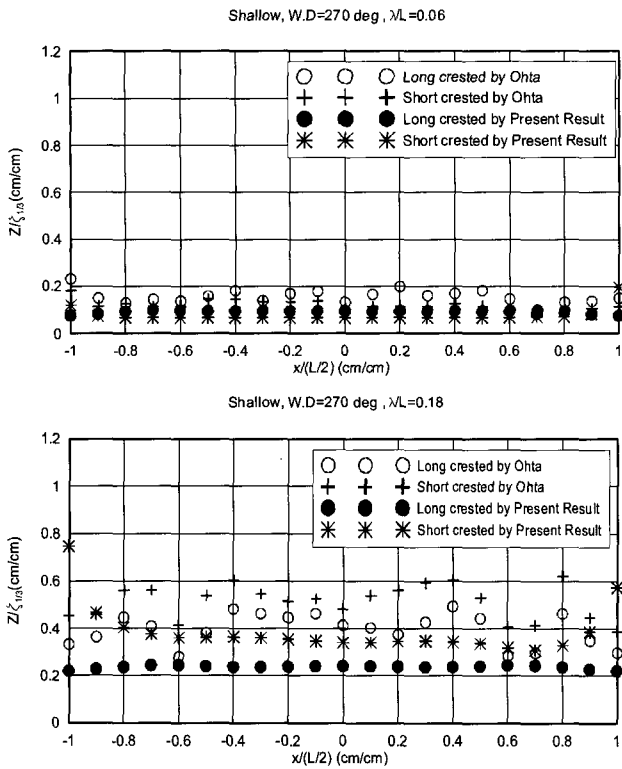 Shallow, W.D=270 deg , λ/L=0.06
Z/ζ1/3(cm/cm)
1.2
1
0.8
0.6
0.4
0.2
0
Long crested by Ohta
Short crested by Ohta
Long crested by Present Result
Short crested by Present Result
-1 -0.8 -0.6 -0.4 -0.2 0 0.2 0.4 0.6 0.8 1
x/(L/2) (cm/cm)
Shallow, W.D=270 deg , λ/L=0.18
Z/ζ1/3(cm/cm)
1.2
1
0.8
0.6
0.4
0.2
0
Long crested by Ohta
Short crested by Ohta
Long crested by Present Result
Short crested by Present Result
-1 -0.8 -0.6 -0.4 -0.2 0 0.2 0.4 0.6 0.8 1
x/(L/2) (cm/cm)